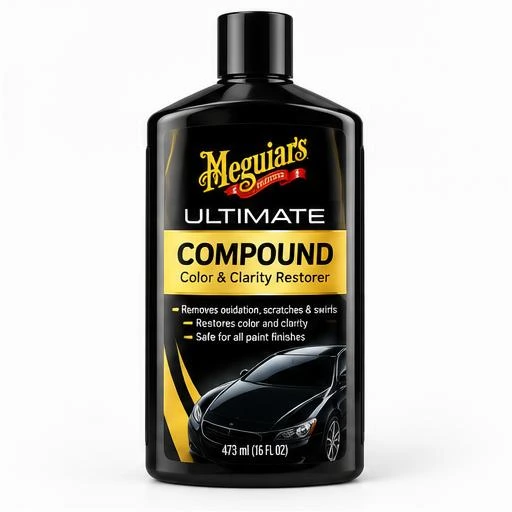 Meguiar's
ULTIMATE
COMPOUND
Color & Clarity Restorer
Removes oxidation, scratches & swirls
Restores color and clarity
Safe for all paint finishes
473 ml (16 FL OZ)